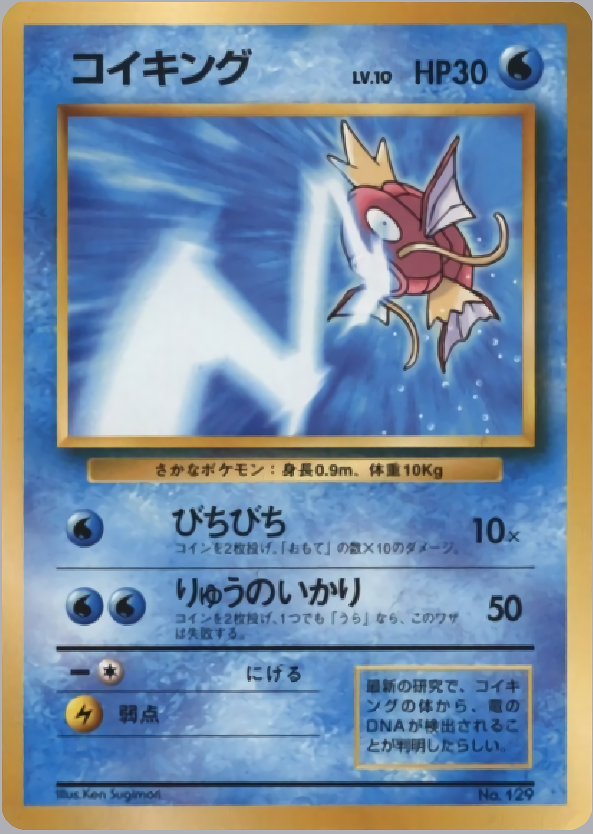 コイキング LV.10 HP30
さかなポケモン：身長0.9m、体重10Kg
びちびち 10×
コインを2枚投げ、「おもて」の数×10のダメージ。
りゅうのいかり 50
コインを2枚投げ、1つでも「うら」なら、このワザ
は失敗する。
にげる
弱点
最新の研究で、コイキ
ングの体から、竜の
DNAが検出されるこ
とが判明したらしい。
Illus. Ken Sugimori No. 129